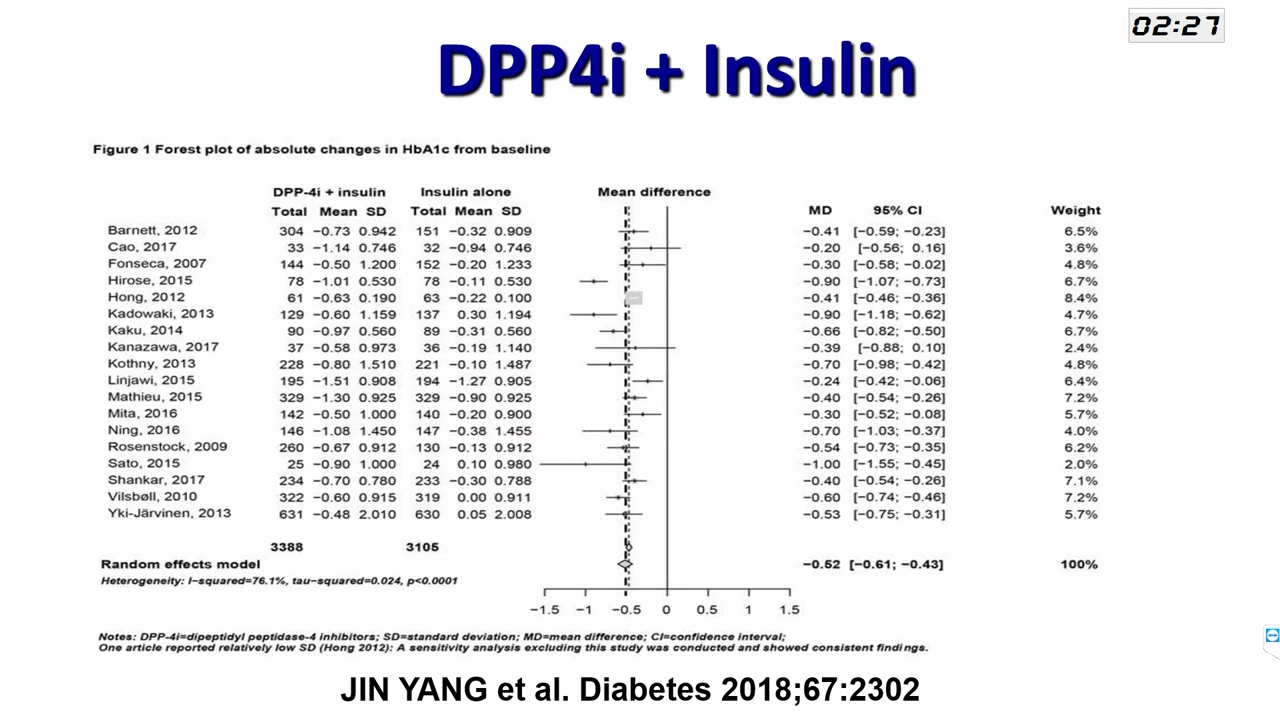 02:27
DPP4i + Insulin
Figure 1 Forest plot of absolute changes in HbA1c from baseline
DPP-4i + insulin Insulin alone Mean difference
Total Mean SD Total Mean SD MD 95% CI Weight
Barnett, 2012 304 −0.73 0.942 151 −0.32 0.909 −0.41 [−0.59; −0.23] 6.5%
Cao, 2017 33 −1.14 0.746 32 −0.94 0.746 −0.20 [−0.56; 0.16] 3.6%
Fonseca, 2007 144 −0.50 1.200 152 −0.20 1.233 −0.30 [−0.58; −0.02] 4.8%
Hirose, 2015 78 −1.01 0.530 78 −0.11 0.530 −0.90 [−1.07; −0.73] 6.7%
Hong, 2012 61 −0.63 0.190 63 −0.22 0.100 −0.41 [−0.46; −0.36] 8.4%
Kadowaki, 2013 129 −0.60 1.159 137 0.30 1.194 −0.90 [−1.18; −0.62] 4.7%
Kaku, 2014 90 −0.97 0.560 89 −0.31 0.560 −0.66 [−0.82; −0.50] 6.7%
Kanazawa, 2017 37 −0.58 0.973 36 −0.19 1.140 −0.39 [−0.88; 0.10] 2.4%
Kothny, 2013 228 −0.80 1.510 221 −0.10 1.487 −0.70 [−0.98; −0.42] 4.8%
Linjawi, 2015 195 −1.51 0.908 194 −1.27 0.905 −0.24 [−0.42; −0.06] 6.4%
Mathieu, 2015 329 −1.30 0.925 329 −0.90 0.925 −0.40 [−0.54; −0.26] 7.2%
Mita, 2016 142 −0.50 1.000 140 −0.20 0.900 −0.30 [−0.52; −0.08] 5.7%
Ning, 2016 146 −1.08 1.450 147 −0.38 1.455 −0.70 [−1.03; −0.37] 4.0%
Rosenstock, 2009 260 −0.67 0.912 130 −0.13 0.912 −0.54 [−0.73; −0.35] 6.2%
Sato, 2015 25 −0.90 1.000 24 0.10 0.980 −1.00 [−1.55; −0.45] 2.0%
Shankar, 2017 234 −0.70 0.780 233 −0.30 0.788 −0.40 [−0.54; −0.26] 7.1%
Vilsbøll, 2010 322 −0.60 0.915 319 0.00 0.911 −0.60 [−0.74; −0.46] 7.2%
Yki-Järvinen, 2013 631 −0.48 2.010 630 0.05 2.008 −0.53 [−0.75; −0.31] 5.7%
3388 3105
Random effects model −0.52 [−0.61; −0.43] 100%
Heterogeneity: I−squared=76.1%, tau−squared=0.024, p<0.0001
−1.5 −1 −0.5 0 0.5 1 1.5
Notes: DPP-4i=dipeptidyl peptidase-4 inhibitors; SD=standard deviation; MD=mean difference; CI=confidence interval;
One article reported relatively low SD (Hong 2012): A sensitivity analysis excluding this study was conducted and showed consistent findings.
JIN YANG et al. Diabetes 2018;67:2302